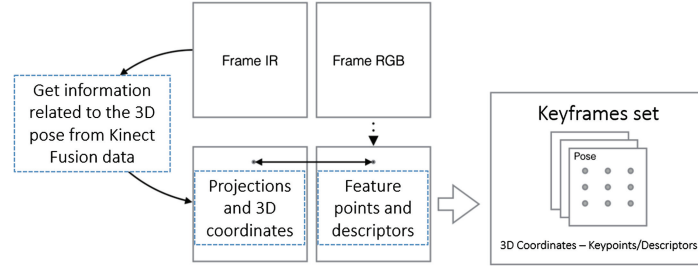 Frame IR
Frame RGB
Get information
related to the 3D
pose from Kinect
Fusion data
Projections
and 3D
coordinates
Feature
points and
descriptors
Keyframes set
Pose
3D Coordinates – Keypoints/Descriptors